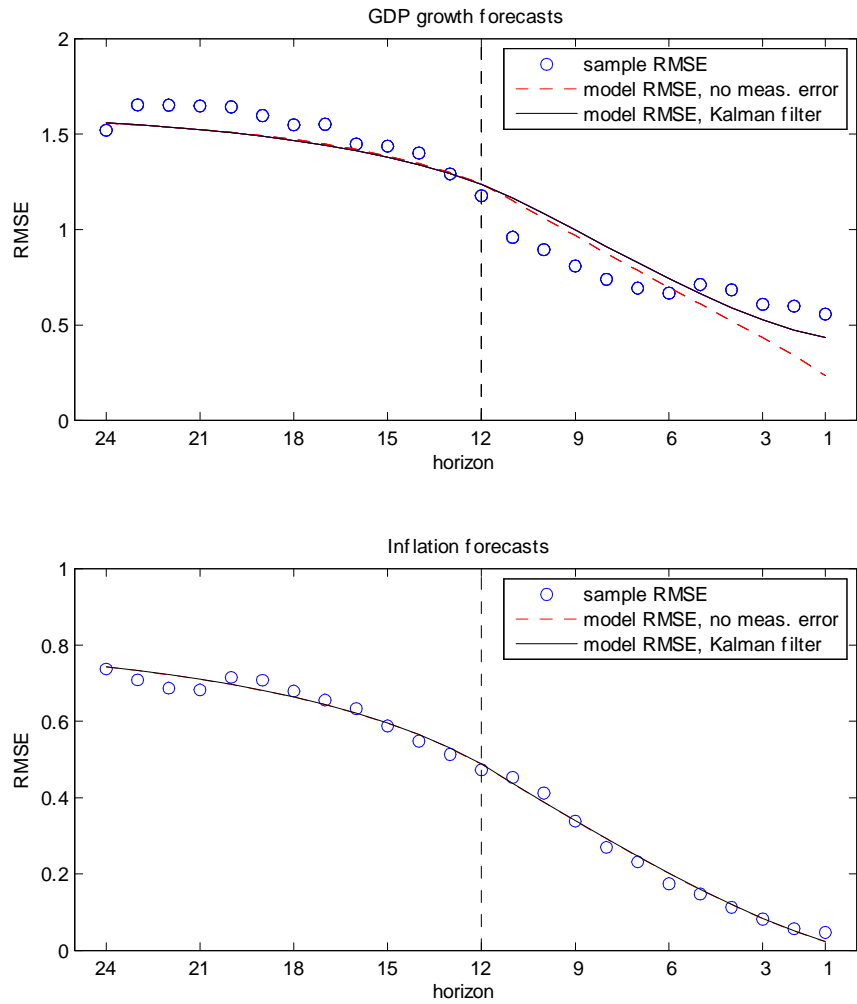 GDP growth forecasts
2
1.5
1
0.5
0
RMSE
sample RMSE
model RMSE, no meas. error
model RMSE, Kalman filter
24 21 18 15 12 9 6 3 1
horizon
Inflation forecasts
1
0.8
0.6
0.4
0.2
0
RMSE
sample RMSE
model RMSE, no meas. error
model RMSE, Kalman filter
24 21 18 15 12 9 6 3 1
horizon